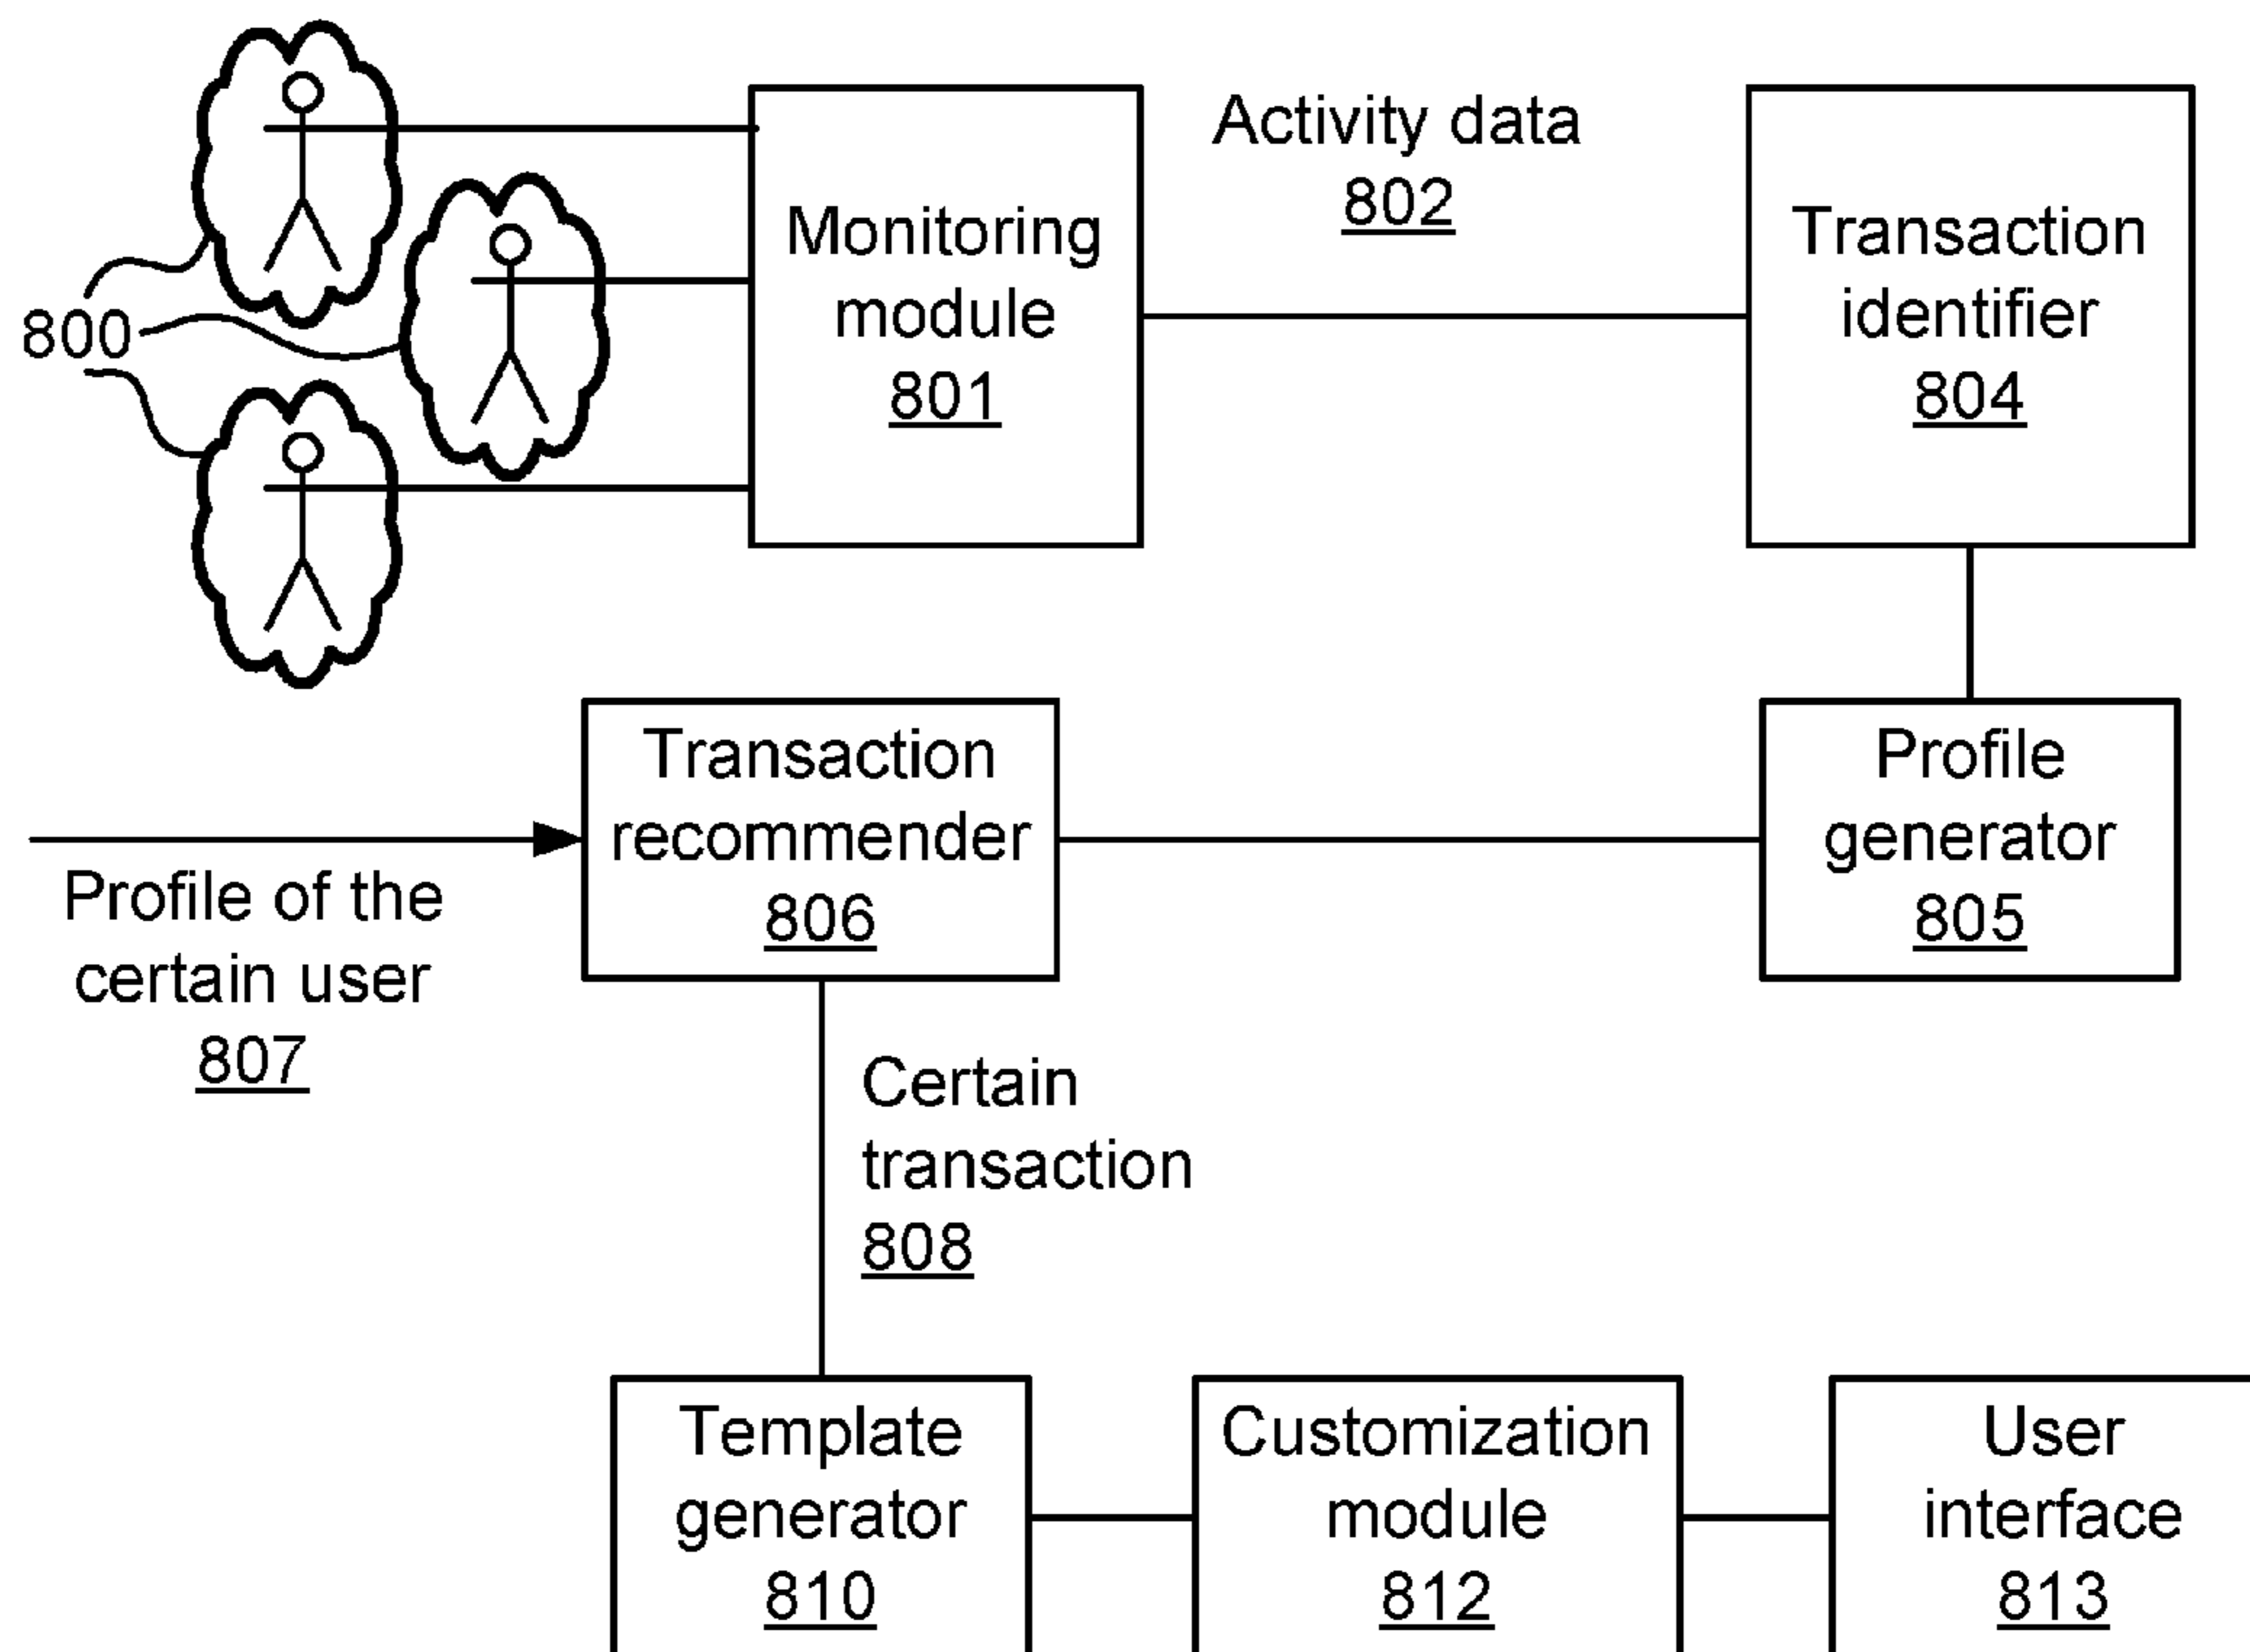 800
Monitoring
module
801
Activity data
802
Transaction
identifier
804
Transaction
recommender
806
Profile
generator
805
Profile of the
certain user
807
Certain
transaction
808
Template
generator
810
Customization
module
812
User
interface
813